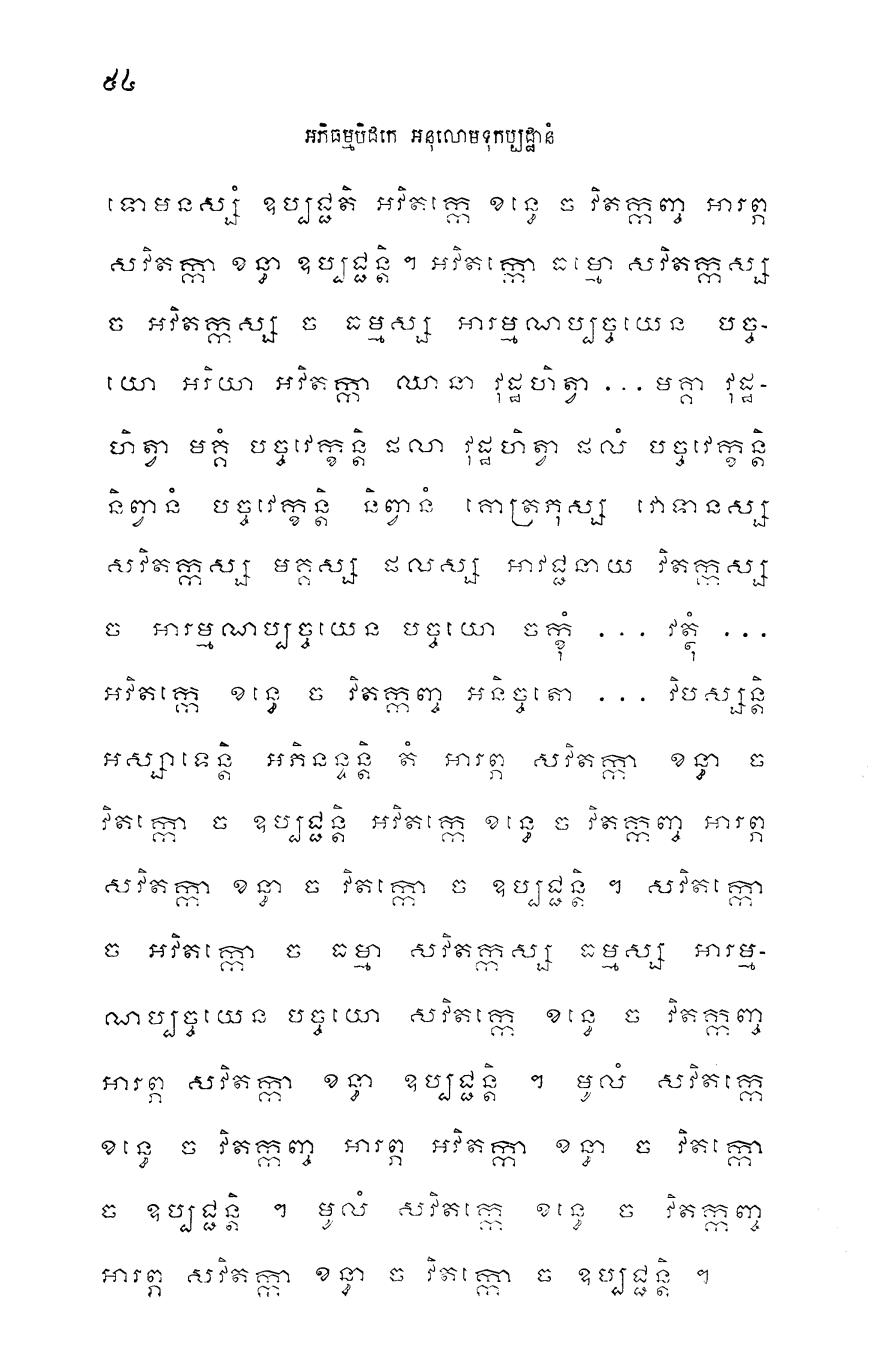 ៥៤
អភិធម្មបិដកេ អនុលោមទុកប្បដ្ឋានំ
ទោមនស្សំ ឧប្បជ្ជតិ អវិតក្កេ ខន្ធេ ច វិតក្កញ្ច អារព្ភ
សវិតក្កា ខន្ធា ឧប្បជ្ជន្តិ ។ អវិតក្កោ ធម្មោ សវិតក្កស្ស
ច អវិតក្កស្ស ច ធម្មស្ស អារម្មណប្បច្ចយេន បច្ច-
យោ អរិយា អវិតក្កា ឈានា វុដ្ឋហិត្វា ... មគ្គា វុដ្ឋ-
ហិត្វា មគ្គំ បច្ចវេក្ខន្តិ ផលា វុដ្ឋហិត្វា ផលំ បច្ចវេក្ខន្តិ
និព្វានំ បច្ចវេក្ខន្តិ និព្វានំ គោត្រភុស្ស វោទានស្ស
សវិតក្កស្ស មគ្គស្ស ផលស្ស អាវជ្ជនាយ វិតក្កស្ស
ច អារម្មណប្បច្ចយេន បច្ចយោ ចក្ខុំ ... វត្ថុំ ...
អវិតក្កេ ខន្ធេ ច វិតក្កញ្ច អនិច្ចតោ ... វិបស្សន្តិ
អស្សាទេន្តិ អភិនន្ទន្តិ តំ អារព្ភ សវិតក្កា ខន្ធា ច
វិតក្កោ ច ឧប្បជ្ជន្តិ អវិតក្កេ ខន្ធេ ច វិតក្កញ្ច អារព្ភ
សវិតក្កា ខន្ធា ច វិតក្កោ ច ឧប្បជ្ជន្តិ ។ សវិតក្កោ
ច អវិតក្កោ ច ធម្មា សវិតក្កស្ស ធម្មស្ស អារម្ម-
ណប្បច្ចយេន បច្ចយោ សវិតក្កេ ខន្ធេ ច វិតក្កញ្ច
អារព្ភ សវិតក្កា ខន្ធា ឧប្បជ្ជន្តិ ។ មូលំ សវិតក្កេ
ខន្ធេ ច វិតក្កញ្ច អារព្ភ អវិតក្កា ខន្ធា ច វិតក្កោ
ច ឧប្បជ្ជន្តិ ។ មូលំ សវិតក្កេ ខន្ធេ ច វិតក្កញ្ច
អារព្ភ សវិតក្កា ខន្ធា ច វិតក្កោ ច ឧប្បជ្ជន្តិ ។